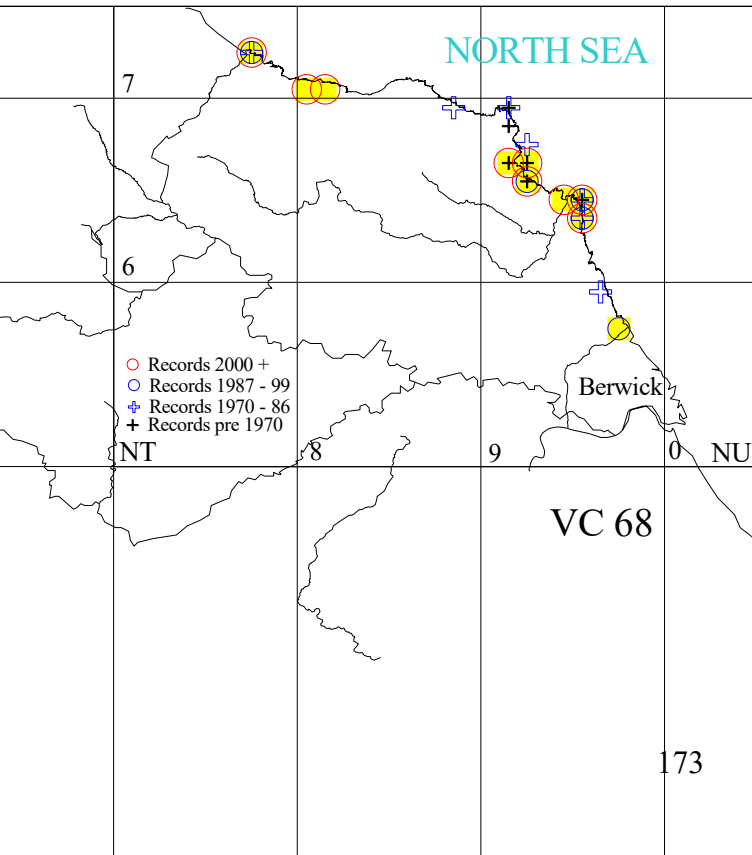 NORTH SEA
7
6
Records 2000 +
Records 1987 - 99
Records 1970 - 86
Records pre 1970
Berwick
NT
8
9
0
NU
VC 68
173